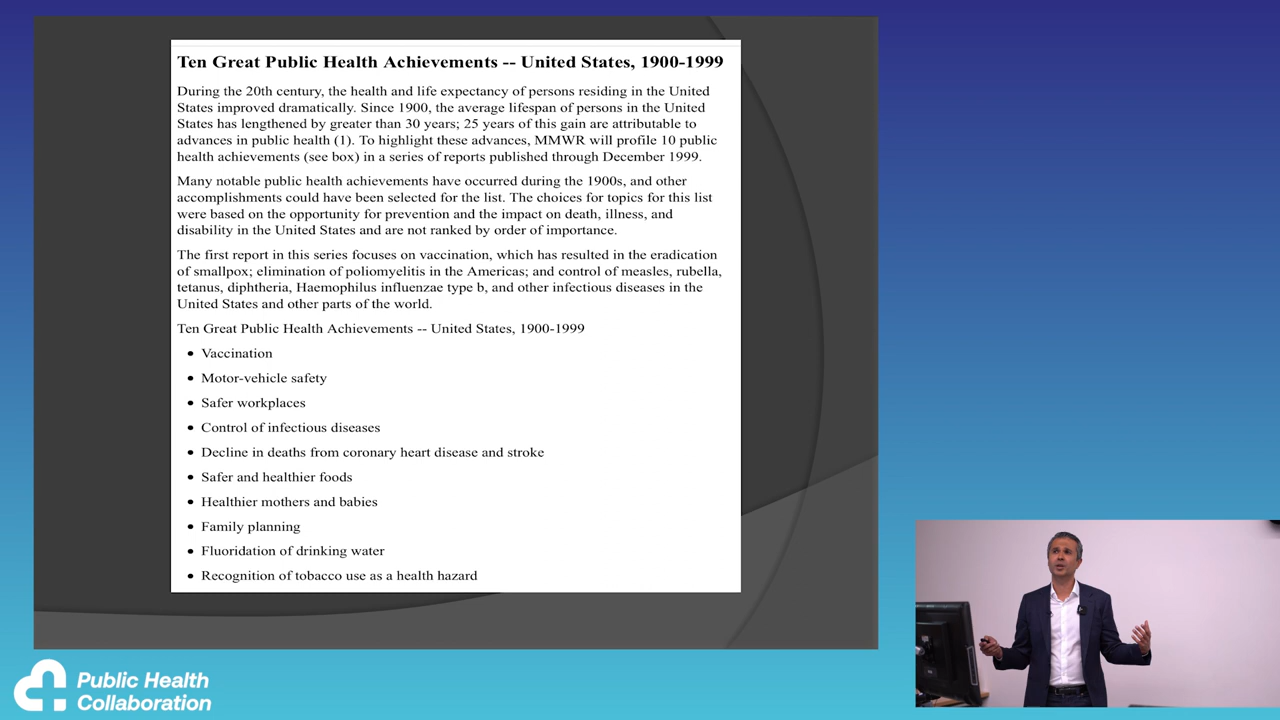 Ten Great Public Health Achievements -- United States, 1900-1999
During the 20th century, the health and life expectancy of persons residing in the United
States improved dramatically. Since 1900, the average lifespan of persons in the United
States has lengthened by greater than 30 years; 25 years of this gain are attributable to
advances in public health (1). To highlight these advances, MMWR will profile 10 public
health achievements (see box) in a series of reports published through December 1999.
Many notable public health achievements have occurred during the 1900s, and other
accomplishments could have been selected for the list. The choices for topics for this list
were based on the opportunity for prevention and the impact on death, illness, and
disability in the United States and are not ranked by order of importance.
The first report in this series focuses on vaccination, which has resulted in the eradication
of smallpox; elimination of poliomyelitis in the Americas; and control of measles, rubella,
tetanus, diphtheria, Haemophilus influenzae type b, and other infectious diseases in the
United States and other parts of the world.
Ten Great Public Health Achievements -- United States, 1900-1999
• Vaccination
• Motor-vehicle safety
• Safer workplaces
• Control of infectious diseases
• Decline in deaths from coronary heart disease and stroke
• Safer and healthier foods
• Healthier mothers and babies
• Family planning
• Fluoridation of drinking water
• Recognition of tobacco use as a health hazard
Public Health
Collaboration